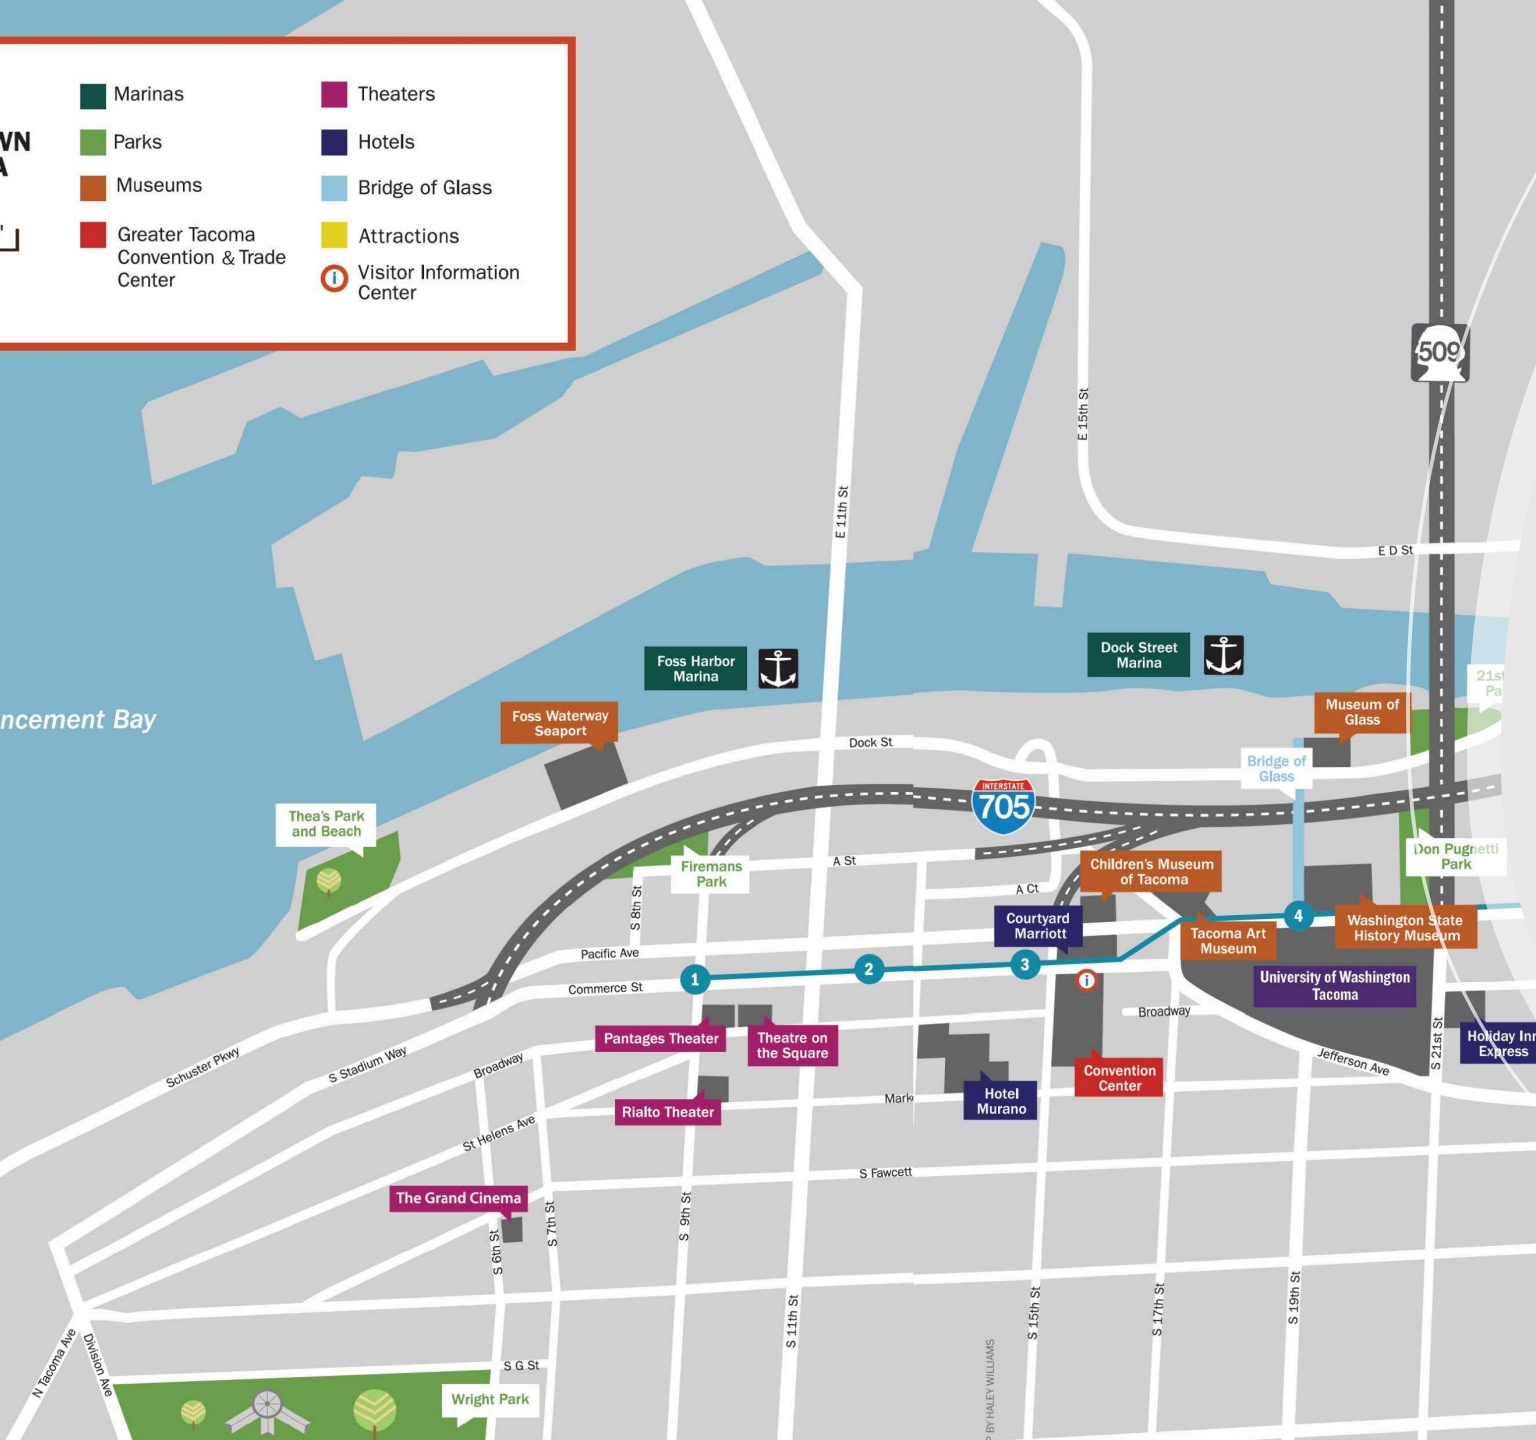 WN
A
Marinas
Parks
Museums
Greater Tacoma
Convention & Trade
Center
Theaters
Hotels
Bridge of Glass
Attractions
i
Visitor Information
Center
509
E 15th St
E 11th St
E D St
Foss Harbor
Marina
Dock Street
Marina
21st
Pa
ncement Bay
Foss Waterway
Seaport
Museum of
Glass
Dock St
Bridge of
Glass
INTERSTATE
705
Thea's Park
and Beach
Firemans
Park
A St
A Ct
Children's Museum
of Tacoma
Don Pugnetti
Park
S 8th St
Courtyard
Marriott
Tacoma Art
Museum
4
Washington State
History Museum
Pacific Ave
Commerce St
1
2
3
i
University of Washington
Tacoma
Broadway
Pantages Theater
Theatre on
the Square
Schuster Pkwy
S Stadium Way
Broadway
Jefferson Ave
S 21st St
Holiday Inn
Express
Convention
Center
Hotel
Murano
Mark
Rialto Theater
St Helens Ave
S Fawcett
The Grand Cinema
S 6th St
S 7th St
S 9th St
S 11th St
S 15th St
S 17th St
S 19th St
N Tacoma Ave
Division Ave
S G St
Wright Park
P BY HALEY WILLIAMS